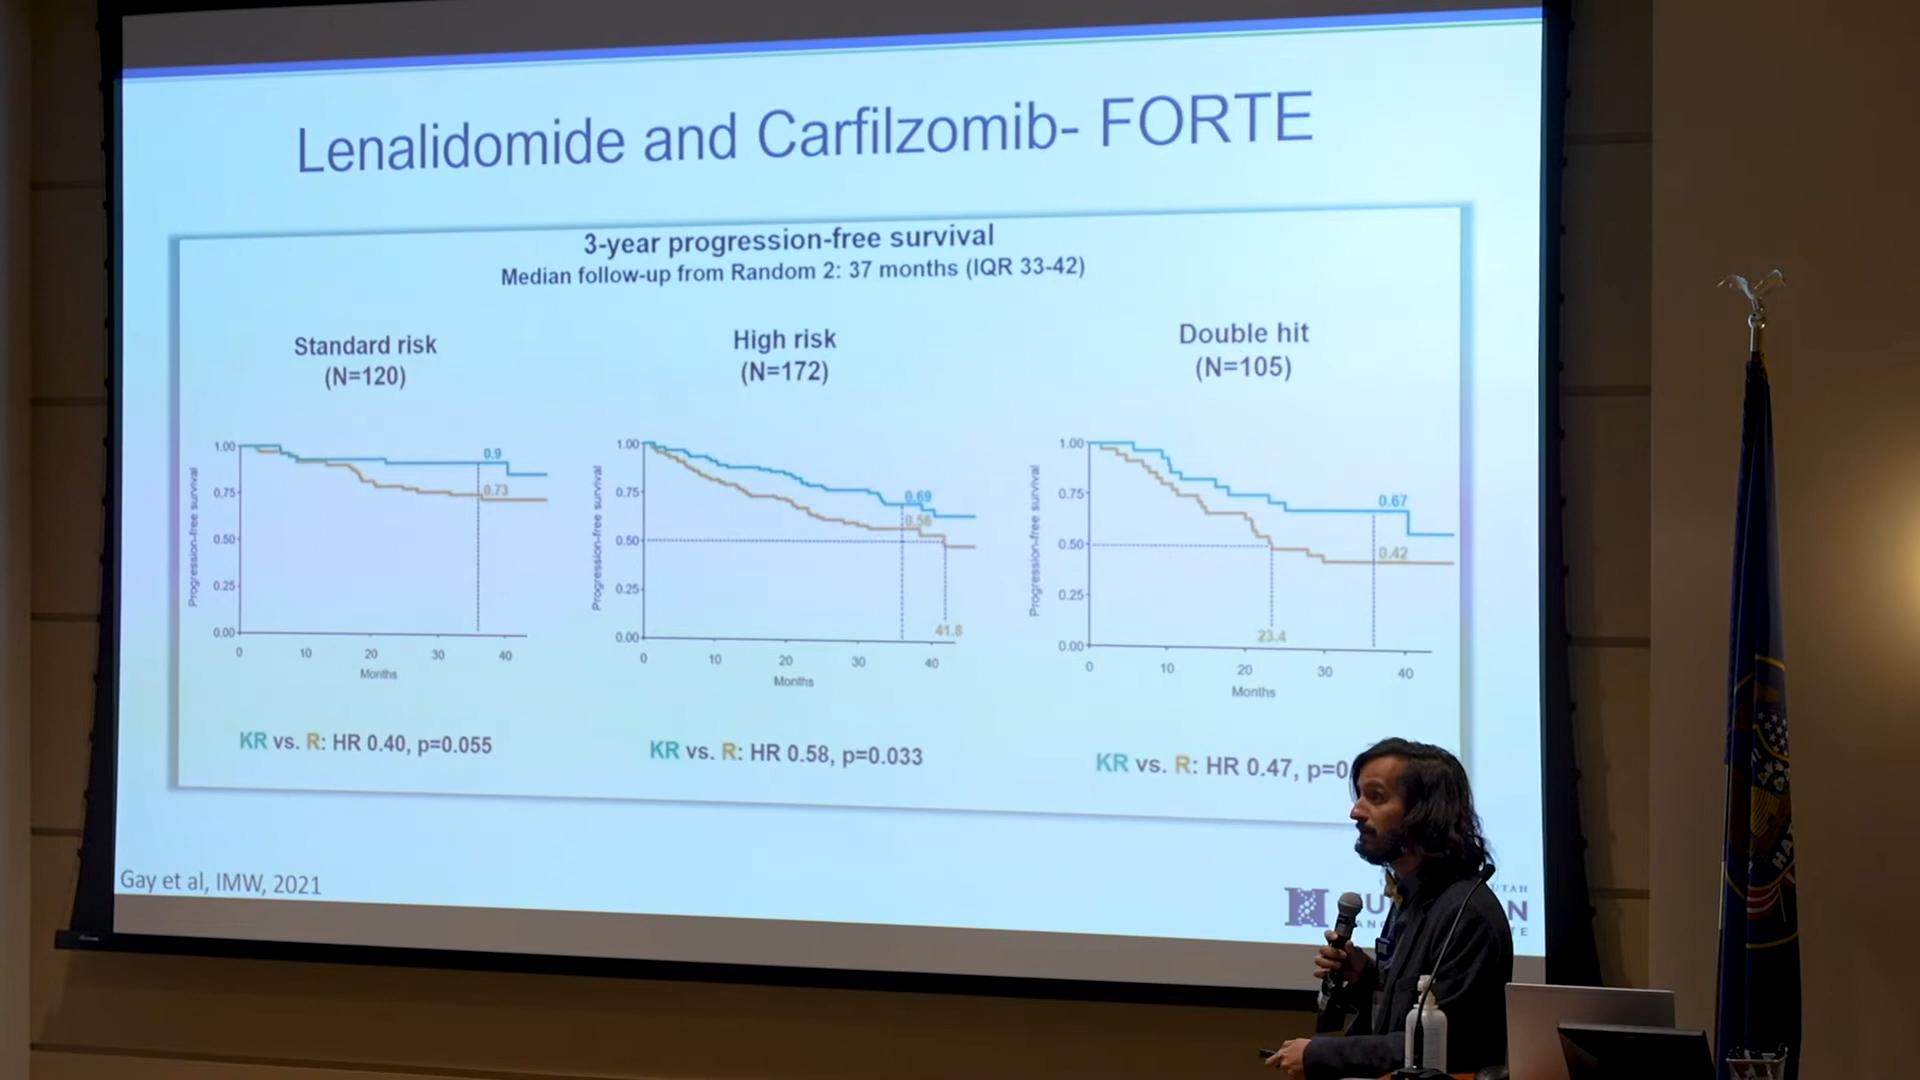 Lenalidomide and Carfilzomib- FORTE
3-year progression-free survival
Median follow-up from Random 2: 37 months (IQR 33-42)
Standard risk
(N=120)
High risk
(N=172)
Double hit
(N=105)
Progression-free survival
1.00
0.75
0.50
0.25
0.00
0.9
0.73
0 10 20 30 40
Months
Progression-free survival
1.00
0.75
0.50
0.25
0.00
0.69
0.56
41.8
0 10 20 30 40
Months
Progression-free survival
1.00
0.75
0.50
0.25
0.00
0.67
0.42
23.4
0 10 20 30 40
Months
KR vs. R: HR 0.40, p=0.055
KR vs. R: HR 0.58, p=0.033
KR vs. R: HR 0.47, p=0
Gay et al, IMW, 2021
UTAH